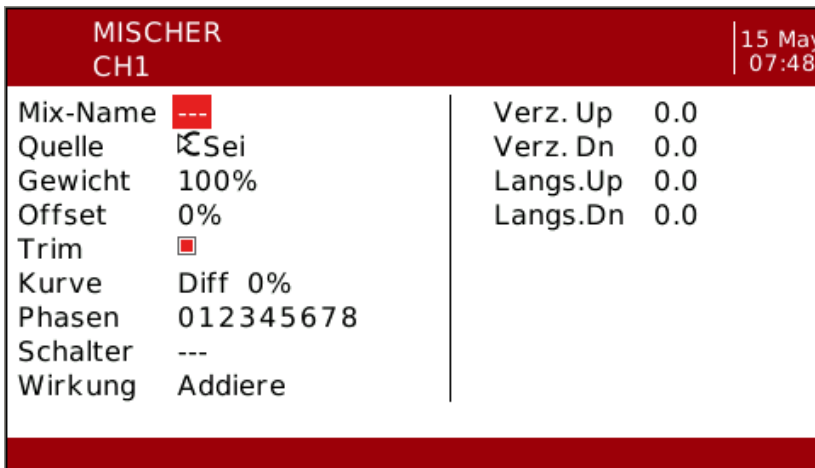 MISCHER
CH1
15 May
07:48
Mix-Name ---
Quelle Sei
Gewicht 100%
Offset 0%
Trim
Kurve Diff 0%
Phasen 012345678
Schalter ---
Wirkung Addiere
Verz. Up 0.0
Verz. Dn 0.0
Langs.Up 0.0
Langs.Dn 0.0